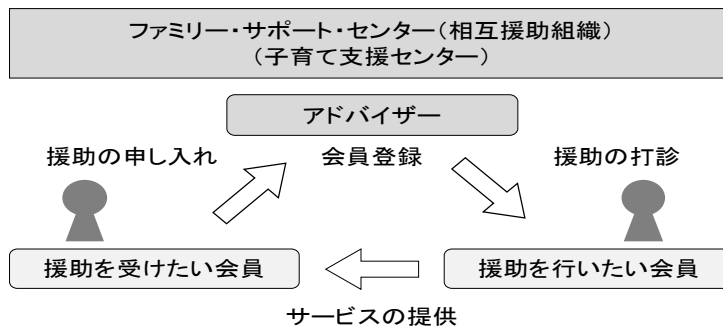 ファミリー・サポート・センター(相互援助組織)
(子育て支援センター)
アドバイザー
援助の申し入れ
会員登録
援助の打診
援助を受けたい会員
援助を行いたい会員
サービスの提供